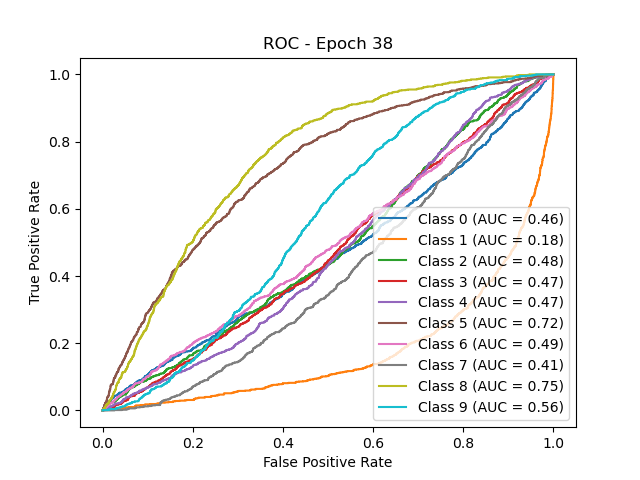 ROC - Epoch 38
True Positive Rate
1.0
0.8
0.6
0.4
0.2
0.0
Class 0 (AUC = 0.46)
Class 1 (AUC = 0.18)
Class 2 (AUC = 0.48)
Class 3 (AUC = 0.47)
Class 4 (AUC = 0.47)
Class 5 (AUC = 0.72)
Class 6 (AUC = 0.49)
Class 7 (AUC = 0.41)
Class 8 (AUC = 0.75)
Class 9 (AUC = 0.56)
0.0 0.2 0.4 0.6 0.8 1.0
False Positive Rate